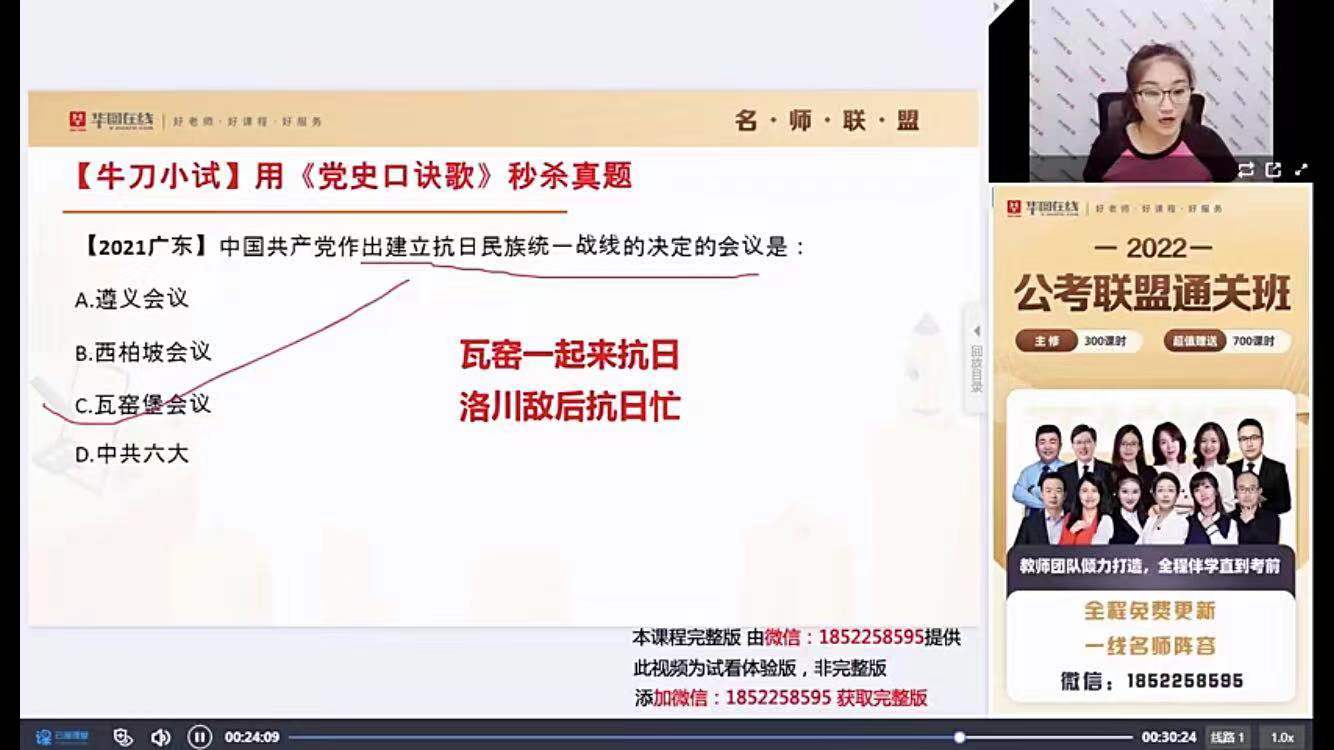 华图在线 | 好老师·好课程·好服务
名·师·联·盟
【牛刀小试】用《党史口诀歌》秒杀真题
【2021广东】中国共产党作出建立抗日民族统一战线的决定的会议是：
A.遵义会议
B.西柏坡会议
C.瓦窑堡会议
D.中共六大
瓦窑一起来抗日
洛川敌后抗日忙
本课程完整版 由微信：1852258595提供
此视频为试看体验版，非完整版
添加微信：1852258595 获取完整版
回放目录
华图在线 | 好老师·好课程·好服务
2022
公考联盟通关班
主修 300课时 超值赠送 700课时
教师团队倾力打造，全程伴学直到考前
全程免费更新
一线名师阵容
微信：1852258595
00:24:09
00:30:24 线路 1 1.0x